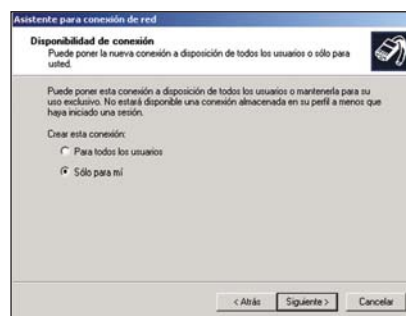 Asistente para conexión de red
Disponibilidad de conexión
Puede poner la nueva conexión a disposición de todos los usuarios o sólo para
usted.
Puede poner esta conexión a disposición de todos los usuarios o mantenerla para su
uso exclusivo. No estará disponible una conexión almacenada en su perfil a menos que
haya iniciado una sesión.
Crear esta conexión:
Para todos los usuarios
Sólo para mí
< Atrás
Siguiente >
Cancelar